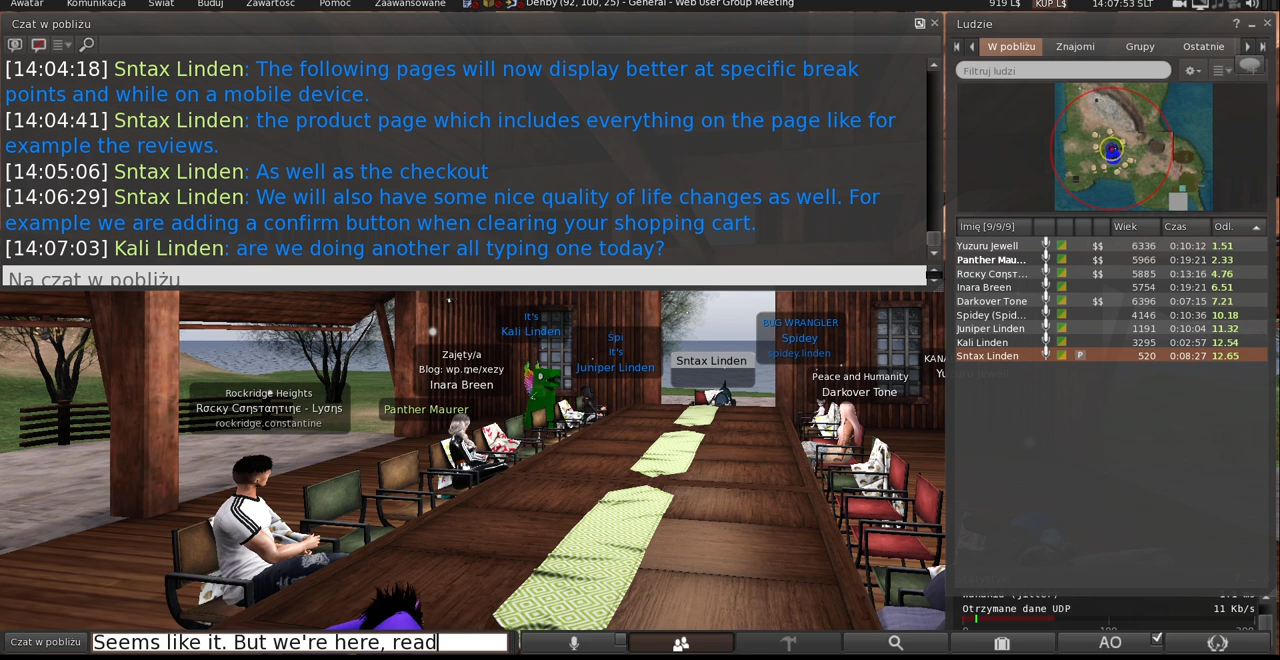 Awatar Komunikacja Świat Buduj Zawartość Pomoc Zaawansowane Denby (92, 100, 25) - General - Web User Group Meeting 919 L$ KUP L$ 14:07:53 SLT
Czat w pobliżu
[14:04:18] Sntax Linden: The following pages will now display better at specific break
points and while on a mobile device.
[14:04:41] Sntax Linden: the product page which includes everything on the page like for
example the reviews.
[14:05:06] Sntax Linden: As well as the checkout
[14:06:29] Sntax Linden: We will also have some nice quality of life changes as well. For
example we are adding a confirm button when clearing your shopping cart.
[14:07:03] Kali Linden: are we doing another all typing one today?
Na czat w pobliżu
Ludzie
W pobliżu Znajomi Grupy Ostatnie
Filtruj ludzi
Imię [9/9/9] Wiek Czas Odl.
Yuzuru Jewell $$ 6336 0:10:12 1.51
Panther Mau... $$ 5966 0:19:21 2.33
$$ 5885 0:13:16 4.76
Inara Breen 5754 0:19:21 6.51
Darkover Tone $$ 6396 0:07:15 7.21
Spidey (Spid... 4146 0:10:36 10.18
Juniper Linden 1191 0:10:04 11.32
Kali Linden 3295 0:02:57 12.54
Sntax Linden P 520 0:08:27 12.65
It's
Kali Linden
Śpi
It's
Juniper Linden
BUG WRANGLER
Spidey
spidey.linden
Sntax Linden
Zajęty/a
Blog: wp.me/xezy
Inara Breen
Peace and Humanity
Darkover Tone
Rockridge Heights
rockridge.constantine
Panther Maurer
Otrzymane dane UDP 11 Kb/s
Czat w pobliżu Seems like it. But we're here, read
AO